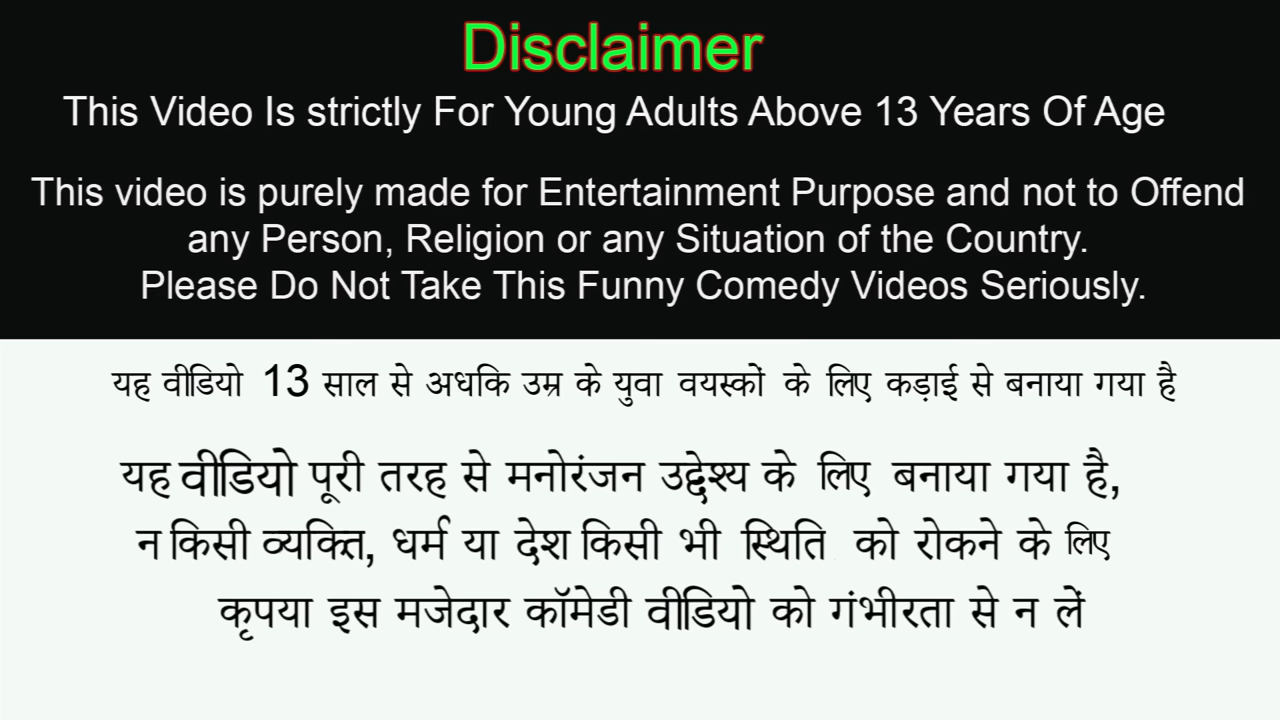 Disclaimer
This Video Is strictly For Young Adults Above 13 Years Of Age
This video is purely made for Entertainment Purpose and not to Offend
any Person, Religion or any Situation of the Country.
Please Do Not Take This Funny Comedy Videos Seriously.
यह वीडियो 13 साल से अधकि उम्र के युवा वयस्कों के लिए कड़ाई से बनाया गया है
यह वीडियो पूरी तरह से मनोरंजन उद्देश्य के लिए बनाया गया है,
न किसी व्यक्ति, धर्म या देश किसी भी स्थिति को रोकने के लिए
कृपया इस मजेदार कॉमेडी वीडियो को गंभीरता से न लें